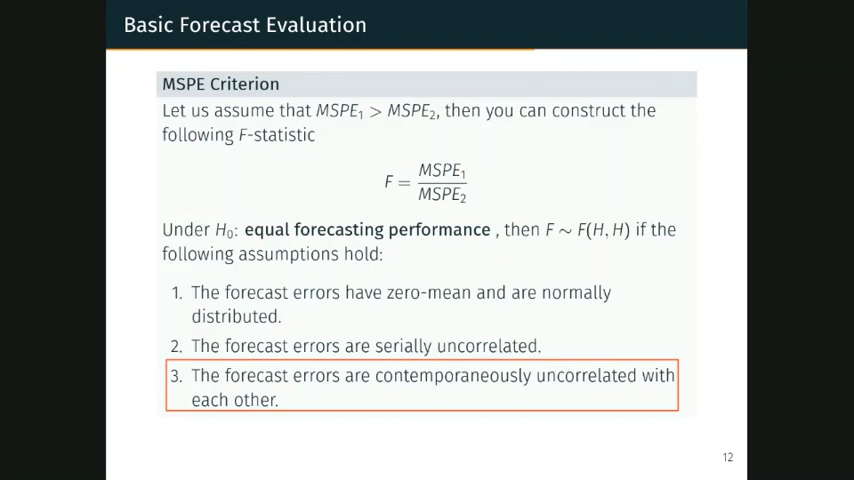 Basic Forecast Evaluation
MSPE Criterion
Let us assume that MSPE₁ > MSPE₂, then you can construct the
following F-statistic
F = MSPE₁ / MSPE₂
Under H₀: equal forecasting performance , then F ∼ F(H, H) if the
following assumptions hold:
1. The forecast errors have zero-mean and are normally
distributed.
2. The forecast errors are serially uncorrelated.
3. The forecast errors are contemporaneously uncorrelated with
each other.
12